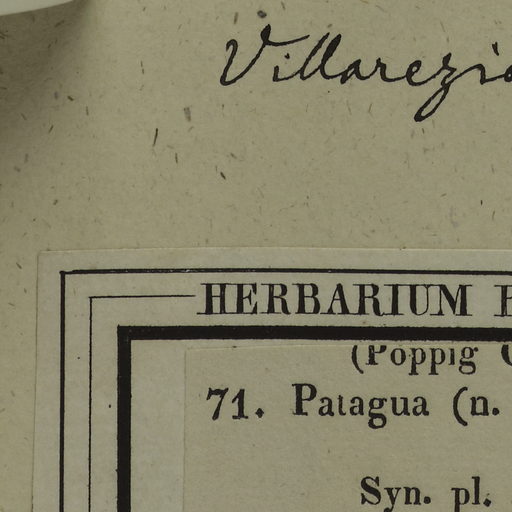 Villarezia
HERBARIUM
(Pöppig
71. Patagua (n.
Syn. pl.